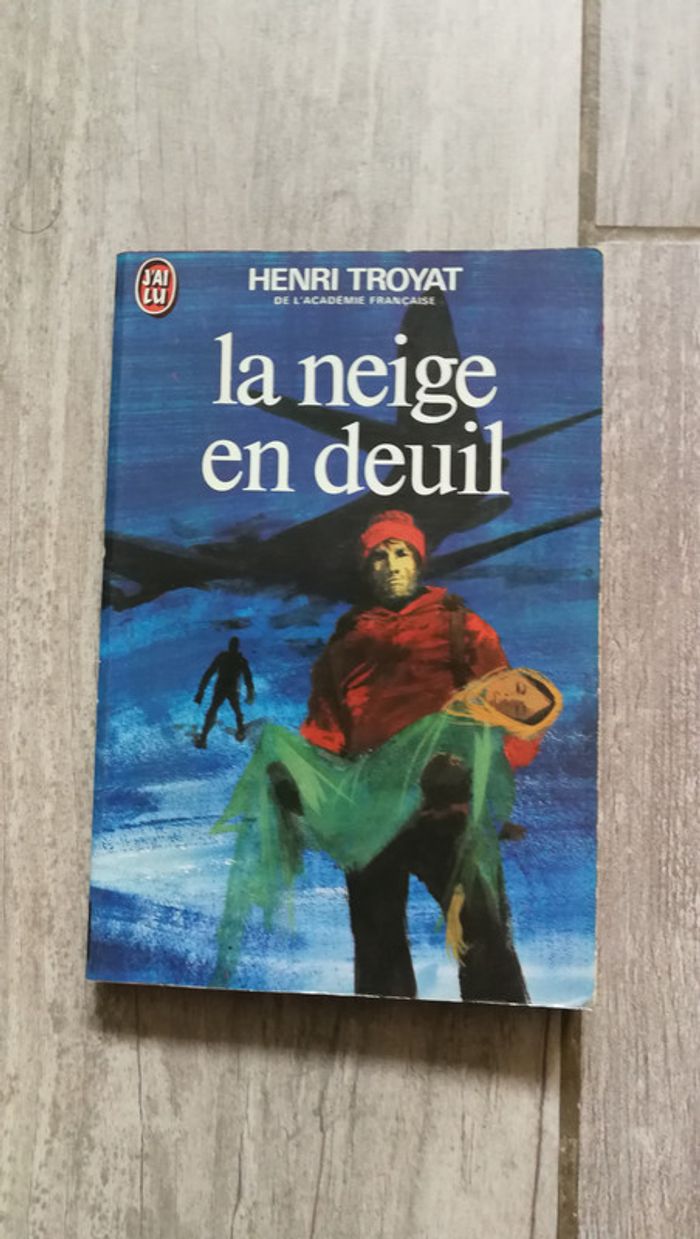 J'AI
LU
HENRI TROYAT
DE L'ACADÉMIE FRANÇAISE
la neige
en deuil